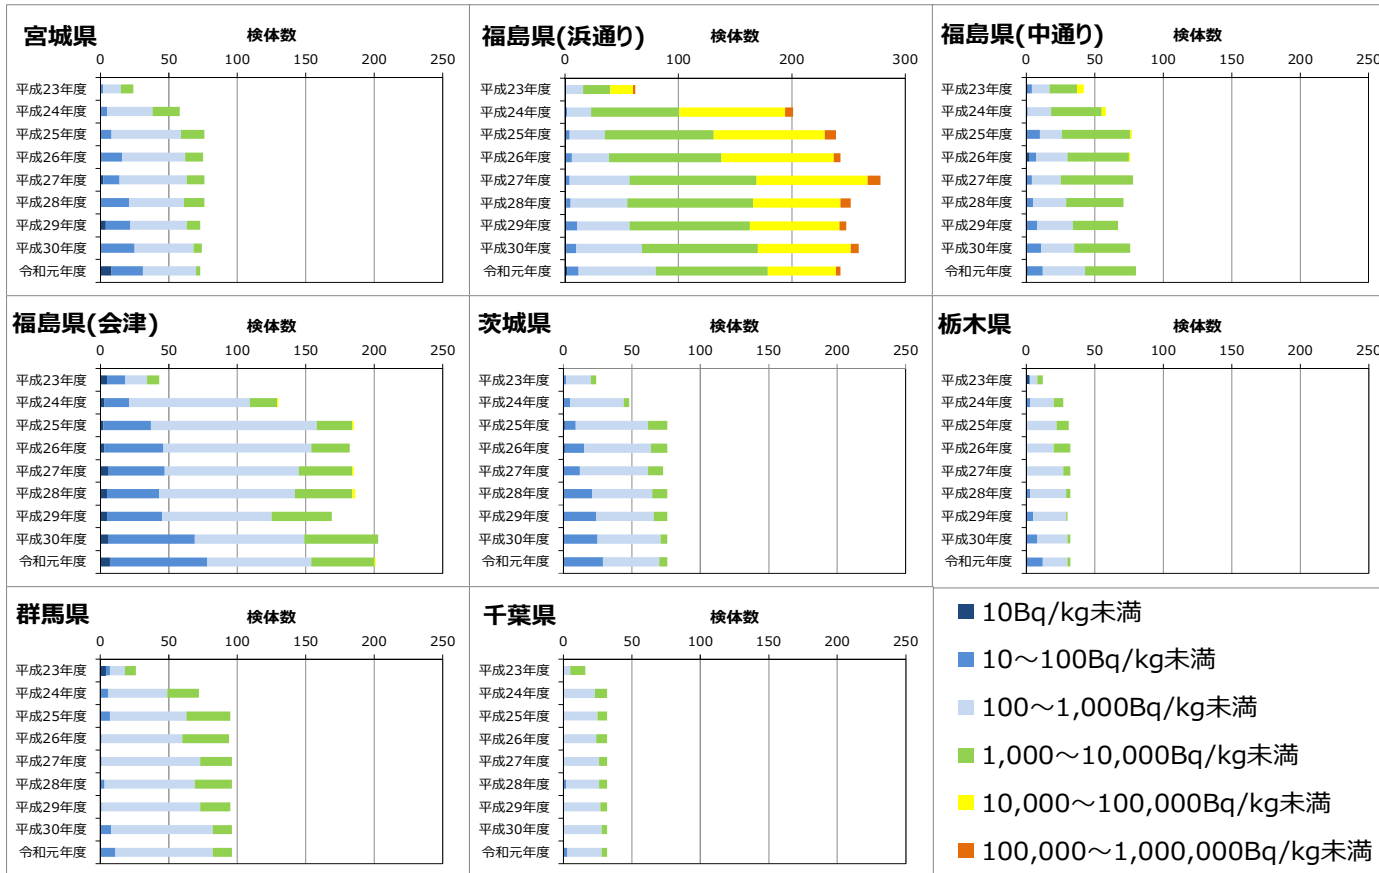 宮城県
検体数
0 50 100 150 200 250
平成23年度
平成24年度
平成25年度
平成26年度
平成27年度
平成28年度
平成29年度
平成30年度
令和元年度
福島県(浜通り)
検体数
0 100 200 300
平成23年度
平成24年度
平成25年度
平成26年度
平成27年度
平成28年度
平成29年度
平成30年度
令和元年度
福島県(中通り)
検体数
0 50 100 150 200 250
平成23年度
平成24年度
平成25年度
平成26年度
平成27年度
平成28年度
平成29年度
平成30年度
令和元年度
福島県(会津)
検体数
0 50 100 150 200 250
平成23年度
平成24年度
平成25年度
平成26年度
平成27年度
平成28年度
平成29年度
平成30年度
令和元年度
茨城県
検体数
0 50 100 150 200 250
平成23年度
平成24年度
平成25年度
平成26年度
平成27年度
平成28年度
平成29年度
平成30年度
令和元年度
栃木県
検体数
0 50 100 150 200 250
平成23年度
平成24年度
平成25年度
平成26年度
平成27年度
平成28年度
平成29年度
平成30年度
令和元年度
群馬県
検体数
0 50 100 150 200 250
平成23年度
平成24年度
平成25年度
平成26年度
平成27年度
平成28年度
平成29年度
平成30年度
令和元年度
千葉県
検体数
0 50 100 150 200 250
平成23年度
平成24年度
平成25年度
平成26年度
平成27年度
平成28年度
平成29年度
平成30年度
令和元年度
10Bq/kg未満
10～100Bq/kg未満
100～1,000Bq/kg未満
1,000～10,000Bq/kg未満
10,000～100,000Bq/kg未満
100,000～1,000,000Bq/kg未満